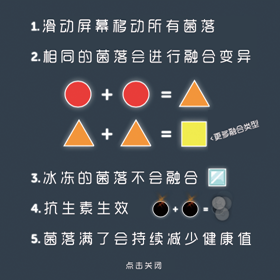 1.滑动屏幕移动所有菌落
2.相同的菌落会进行融合变异
+ =
+ =
<更多融合类型
3.冰冻的菌落不会融合
4.抗生素生效 + =
5.菌落满了会持续减少健康值
点击关闭